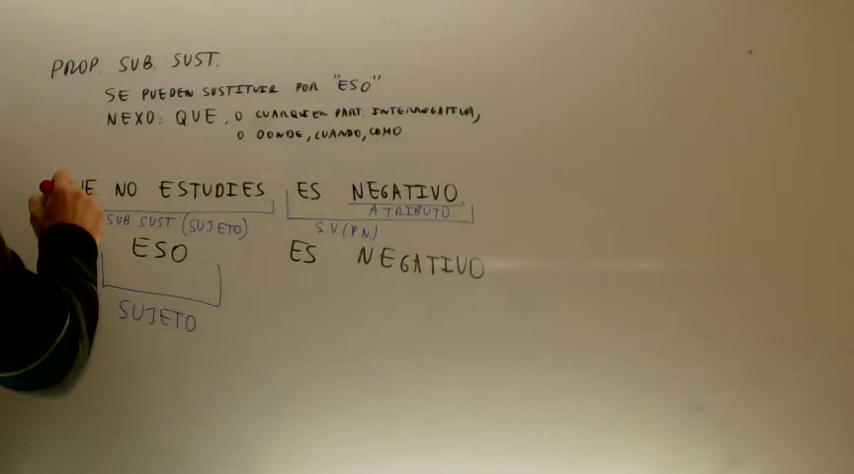 PROP. SUB. SUST.
SE PUEDEN SUSTITUIR POR "ESO"
NEXO: QUE, O CUALQUIER PART. INTERROGATIVA,
O DONDE, CUANDO, COMO
UE NO ESTUDIES ES NEGATIVO.
SUB SUST (SUJETO) ATRIBUTO
S V (P.N.)
ESO ES NEGATIVO
SUJETO